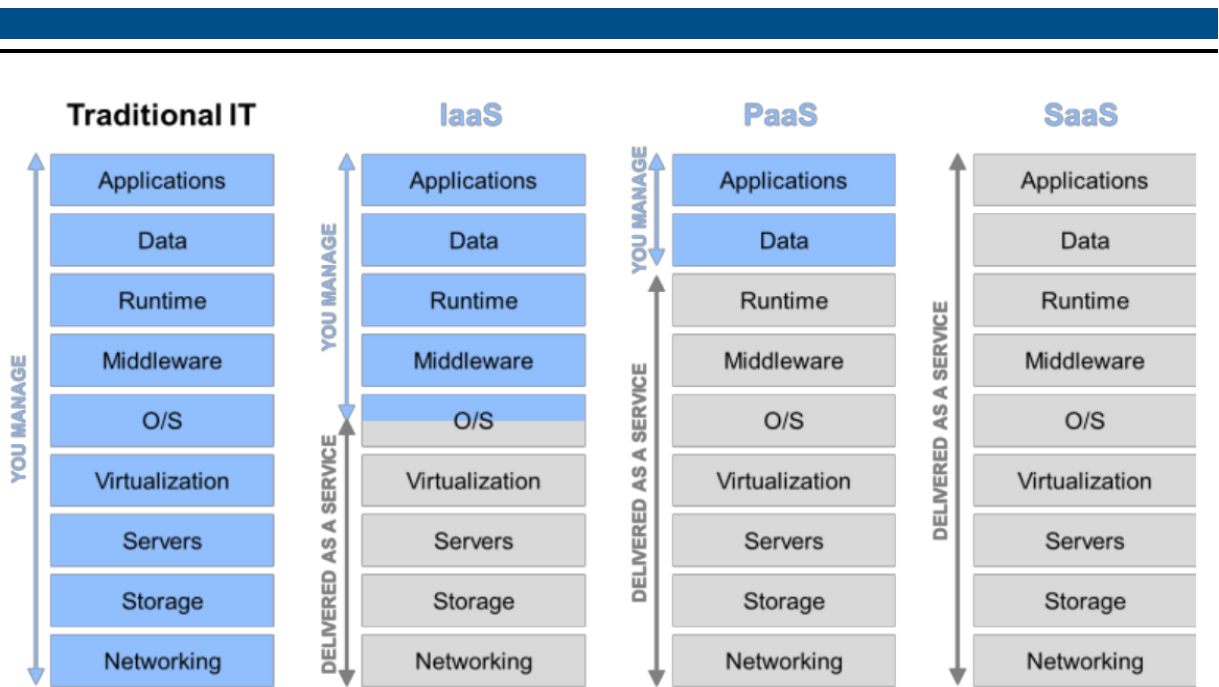 Traditional IT
YOU MANAGE
Applications
Data
Runtime
Middleware
O/S
Virtualization
Servers
Storage
Networking
IaaS
YOU MANAGE
DELIVERED AS A SERVICE
Applications
Data
Runtime
Middleware
O/S
Virtualization
Servers
Storage
Networking
PaaS
YOU MANAGE
DELIVERED AS A SERVICE
Applications
Data
Runtime
Middleware
O/S
Virtualization
Servers
Storage
Networking
SaaS
DELIVERED AS A SERVICE
Applications
Data
Runtime
Middleware
O/S
Virtualization
Servers
Storage
Networking